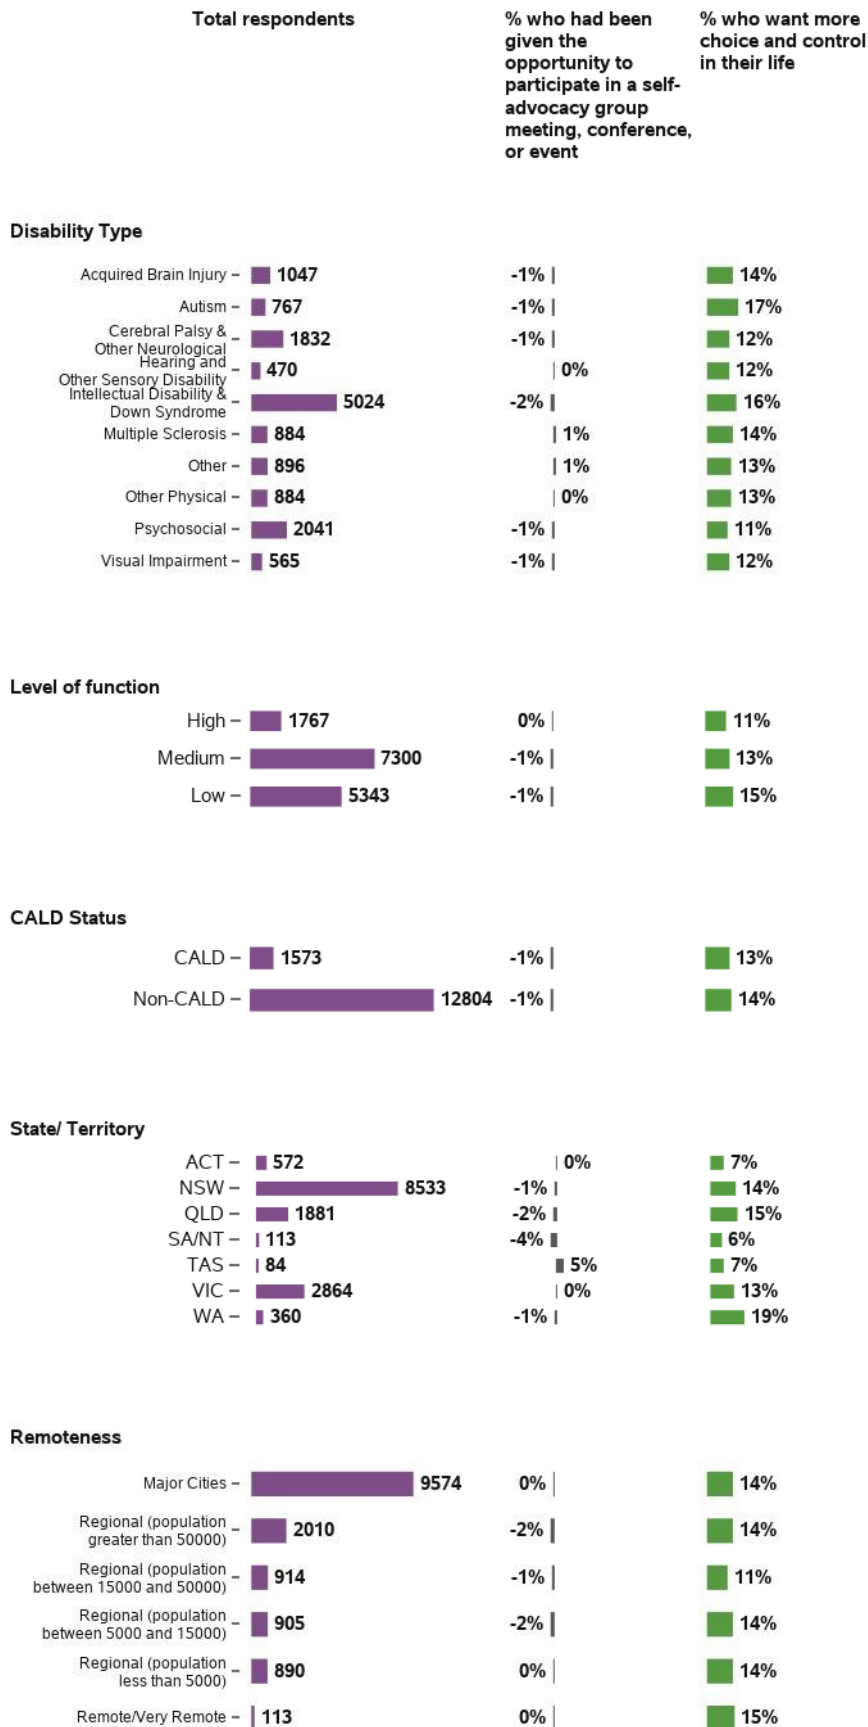 Total respondents
% who had been
given the
opportunity to
participate in a self-
advocacy group
meeting, conference,
or event
% who want more
choice and control
in their life
Disability Type
Acquired Brain Injury – 1047 -1% 14%
Autism – 767 -1% 17%
Cerebral Palsy &
Other Neurological – 1832 -1% 12%
Hearing and
Other Sensory Disability – 470 0% 12%
Intellectual Disability &
Down Syndrome – 5024 -2% 16%
Multiple Sclerosis – 884 1% 14%
Other – 896 1% 13%
Other Physical – 884 0% 13%
Psychosocial – 2041 -1% 11%
Visual Impairment – 565 -1% 12%
Level of function
High – 1767 0% 11%
Medium – 7300 -1% 13%
Low – 5343 -1% 15%
CALD Status
CALD – 1573 -1% 13%
Non-CALD – 12804 -1% 14%
State/ Territory
ACT – 572 0% 7%
NSW – 8533 -1% 14%
QLD – 1881 -2% 15%
SA/NT – 113 -4% 6%
TAS – 84 5% 7%
VIC – 2864 0% 13%
WA – 360 -1% 19%
Remoteness
Major Cities – 9574 0% 14%
Regional (population
greater than 50000) – 2010 -2% 14%
Regional (population
between 15000 and 50000) – 914 -1% 11%
Regional (population
between 5000 and 15000) – 905 -2% 14%
Regional (population
less than 5000) – 890 0% 14%
Remote/Very Remote – 113 0% 15%